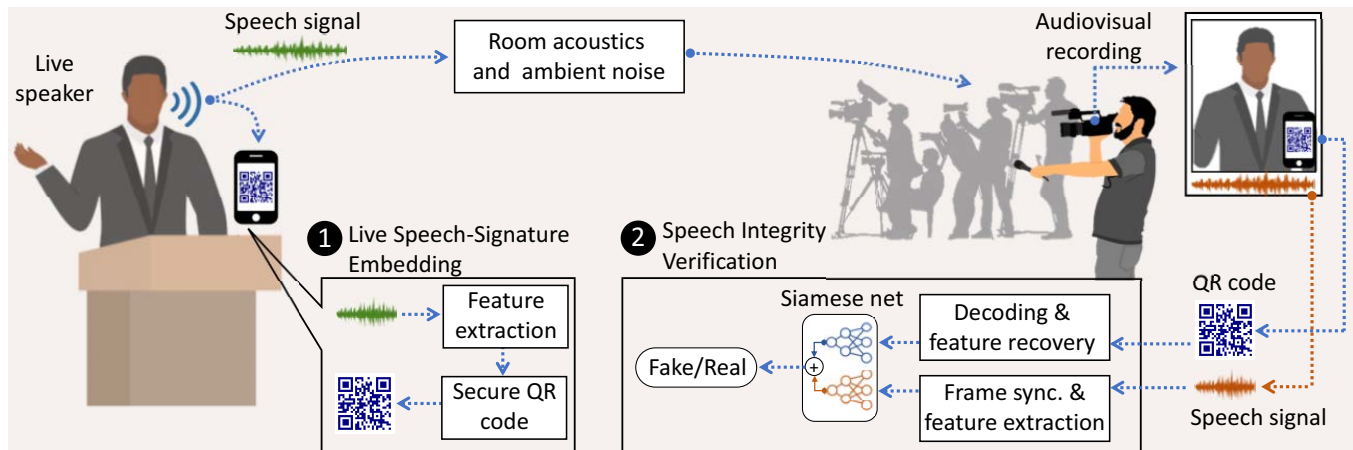 Speech signal
Live
speaker
Room acoustics
and ambient noise
Audiovisual
recording
1 Live Speech-Signature
Embedding
Feature
extraction
Secure QR
code
2 Speech Integrity
Verification
Siamese net
Decoding &
feature recovery
Fake/Real
+
Frame sync. &
feature extraction
QR code
Speech signal